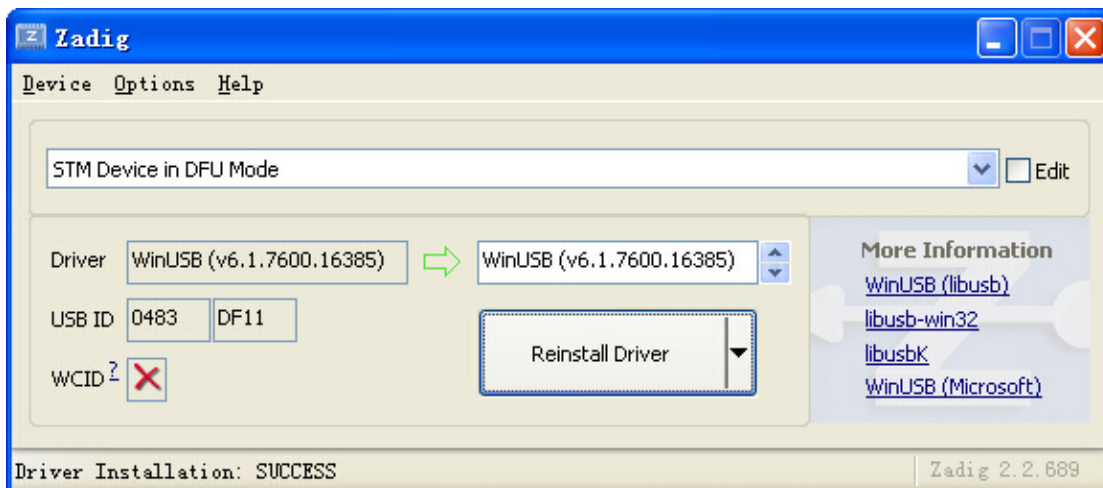 Z Zadig
Device Options Help
STM Device in DFU Mode Edit
Driver WinUSB (v6.1.7600.16385) WinUSB (v6.1.7600.16385)
USB ID 0483 DF11
WCID ?
Reinstall Driver
More Information
WinUSB (libusb)
libusb-win32
libusbK
WinUSB (Microsoft)
Driver Installation: SUCCESS Zadig 2.2.689